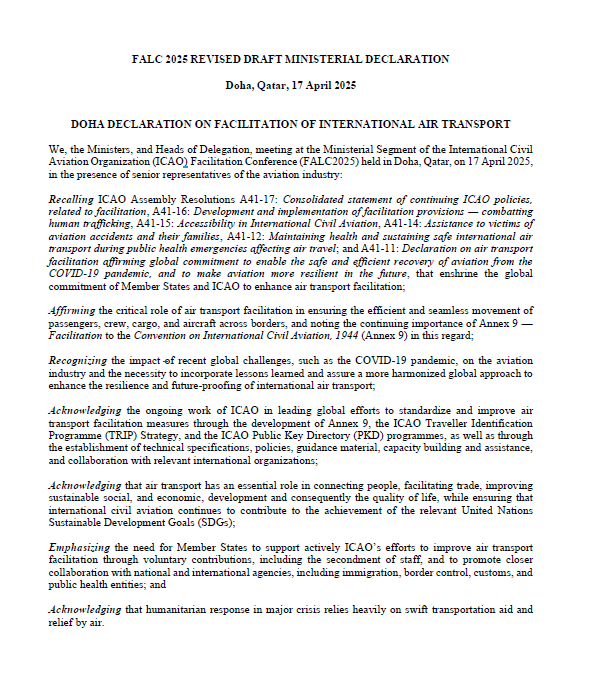 FALC 2025 REVISED DRAFT MINISTERIAL DECLARATION
Doha, Qatar, 17 April 2025
DOHA DECLARATION ON FACILITATION OF INTERNATIONAL AIR TRANSPORT
We, the Ministers, and Heads of Delegation, meeting at the Ministerial Segment of the International Civil
Aviation Organization (ICAO) Facilitation Conference (FALC2025) held in Doha, Qatar, on 17 April 2025,
in the presence of senior representatives of the aviation industry:
Recalling ICAO Assembly Resolutions A41-17: Consolidated statement of continuing ICAO policies,
related to facilitation, A41-16: Development and implementation of facilitation provisions — combatting
human trafficking, A41-15: Accessibility in International Civil Aviation, A41-14: Assistance to victims of
aviation accidents and their families, A41-12: Maintaining health and sustaining safe international air
transport during public health emergencies affecting air travel; and A41-11: Declaration on air transport
facilitation affirming global commitment to enable the safe and efficient recovery of aviation from the
COVID-19 pandemic, and to make aviation more resilient in the future, that enshrine the global
commitment of Member States and ICAO to enhance air transport facilitation;
Affirming the critical role of air transport facilitation in ensuring the efficient and seamless movement of
passengers, crew, cargo, and aircraft across borders, and noting the continuing importance of Annex 9 —
Facilitation to the Convention on International Civil Aviation, 1944 (Annex 9) in this regard;
Recognizing the impact of recent global challenges, such as the COVID-19 pandemic, on the aviation
industry and the necessity to incorporate lessons learned and assure a more harmonized global approach to
enhance the resilience and future-proofing of international air transport;
Acknowledging the ongoing work of ICAO in leading global efforts to standardize and improve air
transport facilitation measures through the development of Annex 9, the ICAO Traveller Identification
Programme (TRIP) Strategy, and the ICAO Public Key Directory (PKD) programmes, as well as through
the establishment of technical specifications, policies, guidance material, capacity building and assistance,
and collaboration with relevant international organizations;
Acknowledging that air transport has an essential role in connecting people, facilitating trade, improving
sustainable social, and economic, development and consequently the quality of life, while ensuring that
international civil aviation continues to contribute to the achievement of the relevant United Nations
Sustainable Development Goals (SDGs);
Emphasizing the need for Member States to support actively ICAO's efforts to improve air transport
facilitation through voluntary contributions, including the secondment of staff, and to promote closer
collaboration with national and international agencies, including immigration, border control, customs, and
public health entities; and
Acknowledging that humanitarian response in major crisis relies heavily on swift transportation aid and
relief by air.